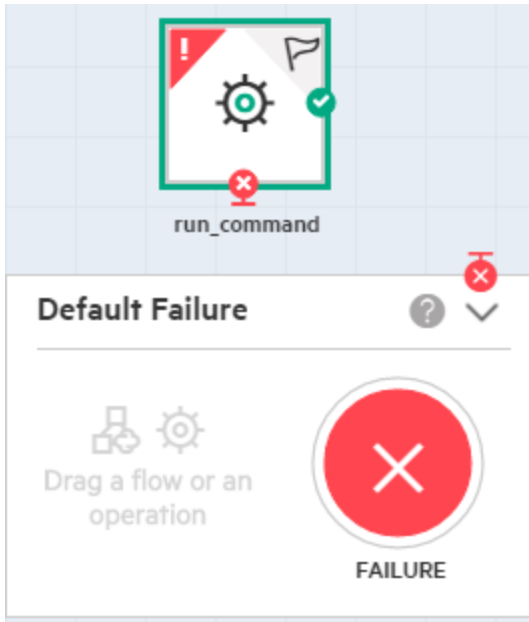 !
run_command
Default Failure
?
Drag a flow or an
operation
FAILURE